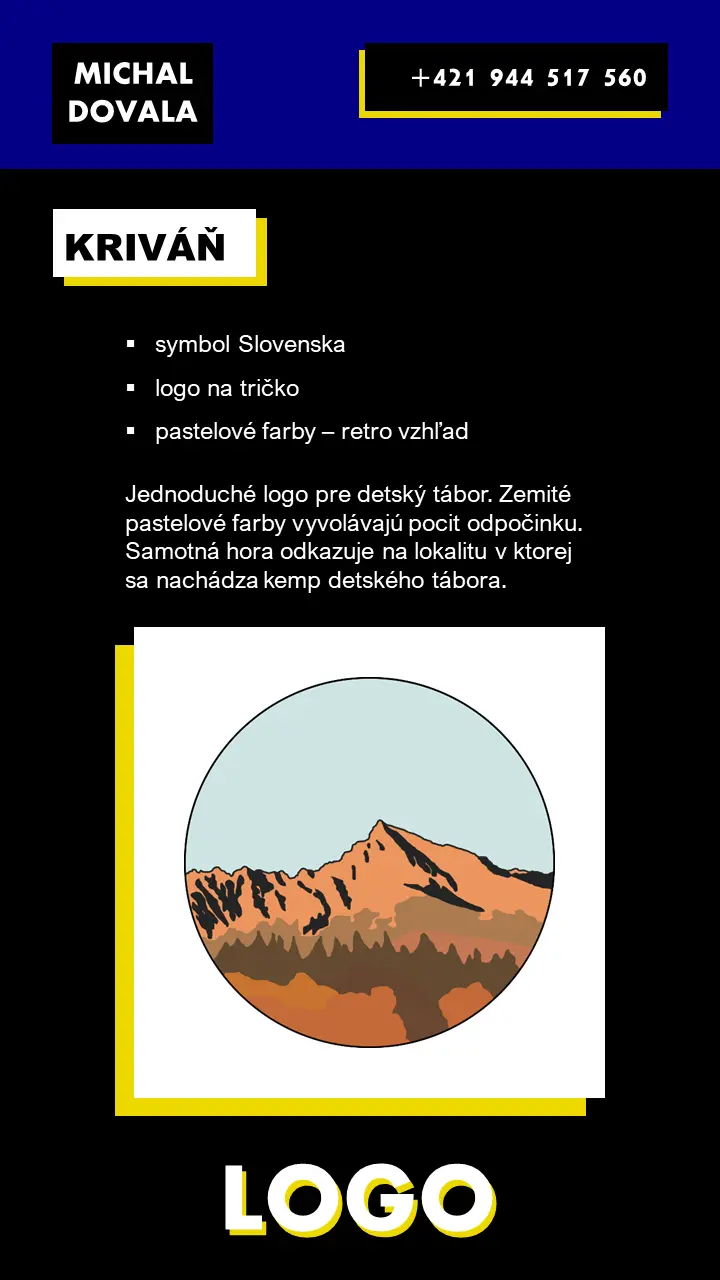 MICHAL
DOVALA
+421 944 517 560
KRIVÁŇ
▪ symbol Slovenska
▪ logo na tričko
▪ pastelové farby – retro vzhľad
Jednoduché logo pre detský tábor. Zemité
pastelové farby vyvolávajú pocit odpočinku.
Samotná hora odkazuje na lokalitu v ktorej
sa nachádza kemp detského tábora.
LOGO